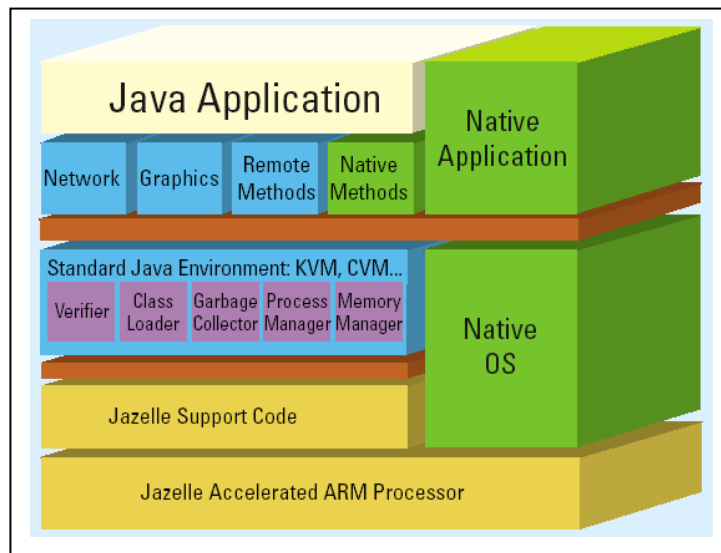 Java Application
Native
Application
Network
Graphics
Remote
Methods
Native
Methods
Standard Java Environment: KVM, CVM...
Verifier
Class
Loader
Garbage
Collector
Process
Manager
Memory
Manager
Native
OS
Jazelle Support Code
Jazelle Accelerated ARM Processor